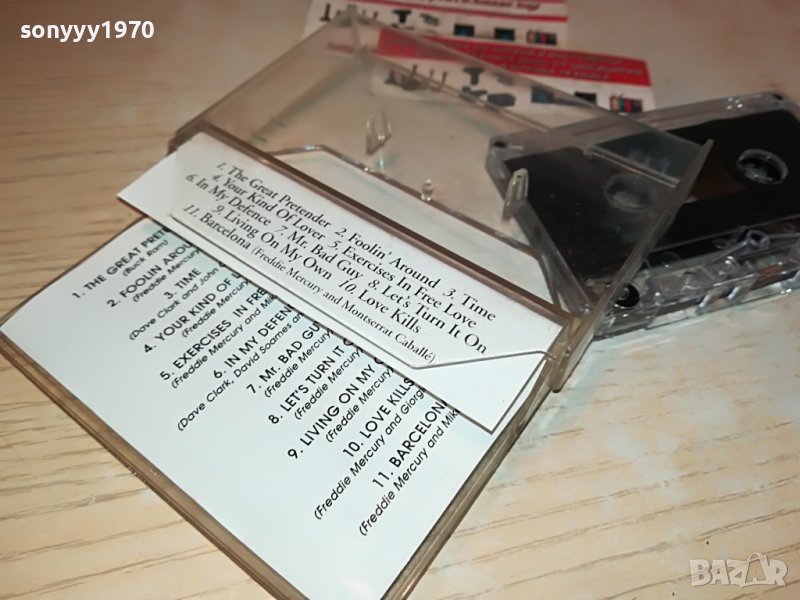 sonyyy1970
1. The Great Pretender 2. Foolin' Around 3. Time
4. Your Kind Of Lover 5. Exercises In Free Love
6. In My Defence 7. Mr. Bad Guy 8. Let's Turn It On
9. Living On My Own 10. Love Kills
11. Barcelona (Freddie Mercury and Montserrat Caballé)
1. THE GREAT PRET
(Buck Ram)
2. FOOLIN' AROU
(Freddie Mercury
3. TIME
(Dave Clark and John
4. YOUR KIND OF L
(Freddie Mercury
5. EXERCISES IN FRE
(Freddie Mercury and Mik
6. IN MY DEFEN
(Dave Clark, David Soames an
7. Mr. BAD GU
(Freddie Mercury
8. LET'S TURN IT O
(Freddie Mercury
9. LIVING ON MY O
(Freddie Mercury
10. LOVE KILLS
(Freddie Mercury and Giorg
11. BARCELONA
(Freddie Mercury and Mik
BAZAR